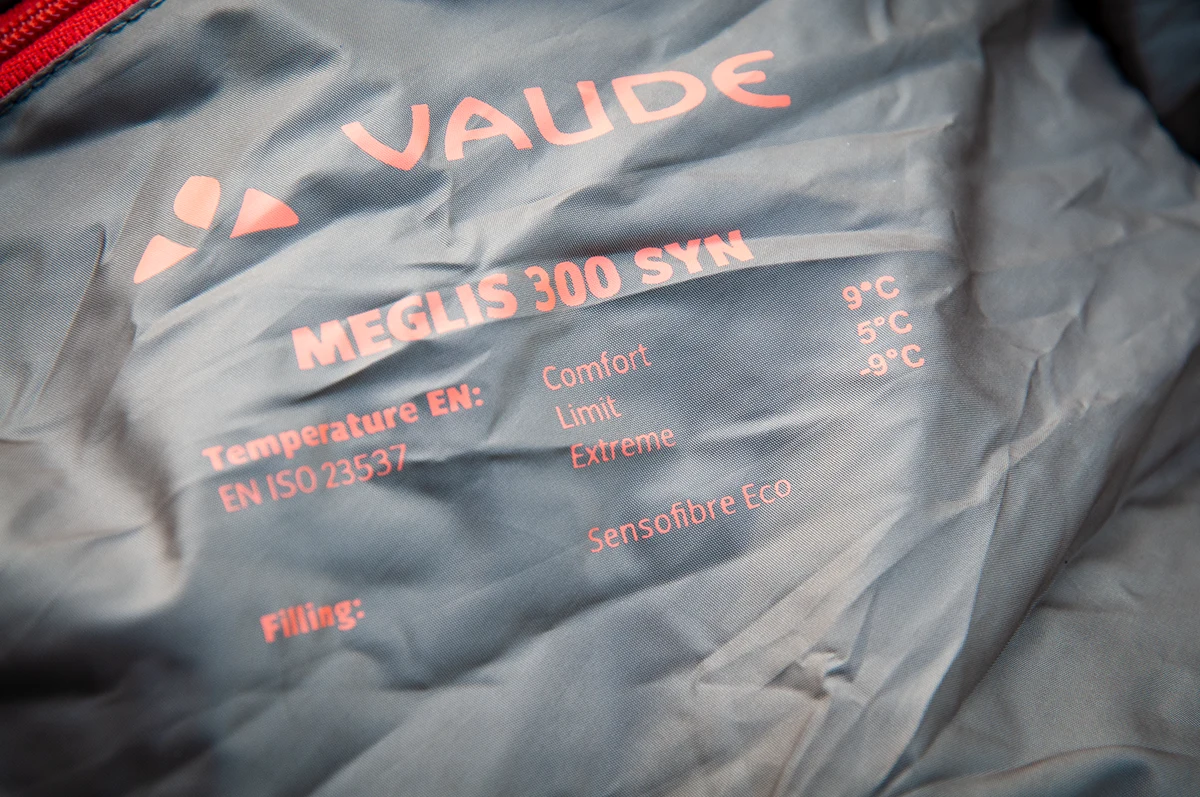 VAUDE
MEGLIS 300 SYN
Temperature EN:
EN ISO 23537
Comfort 9°C
Limit 5°C
Extreme -9°C
Filling: Sensofibre Eco